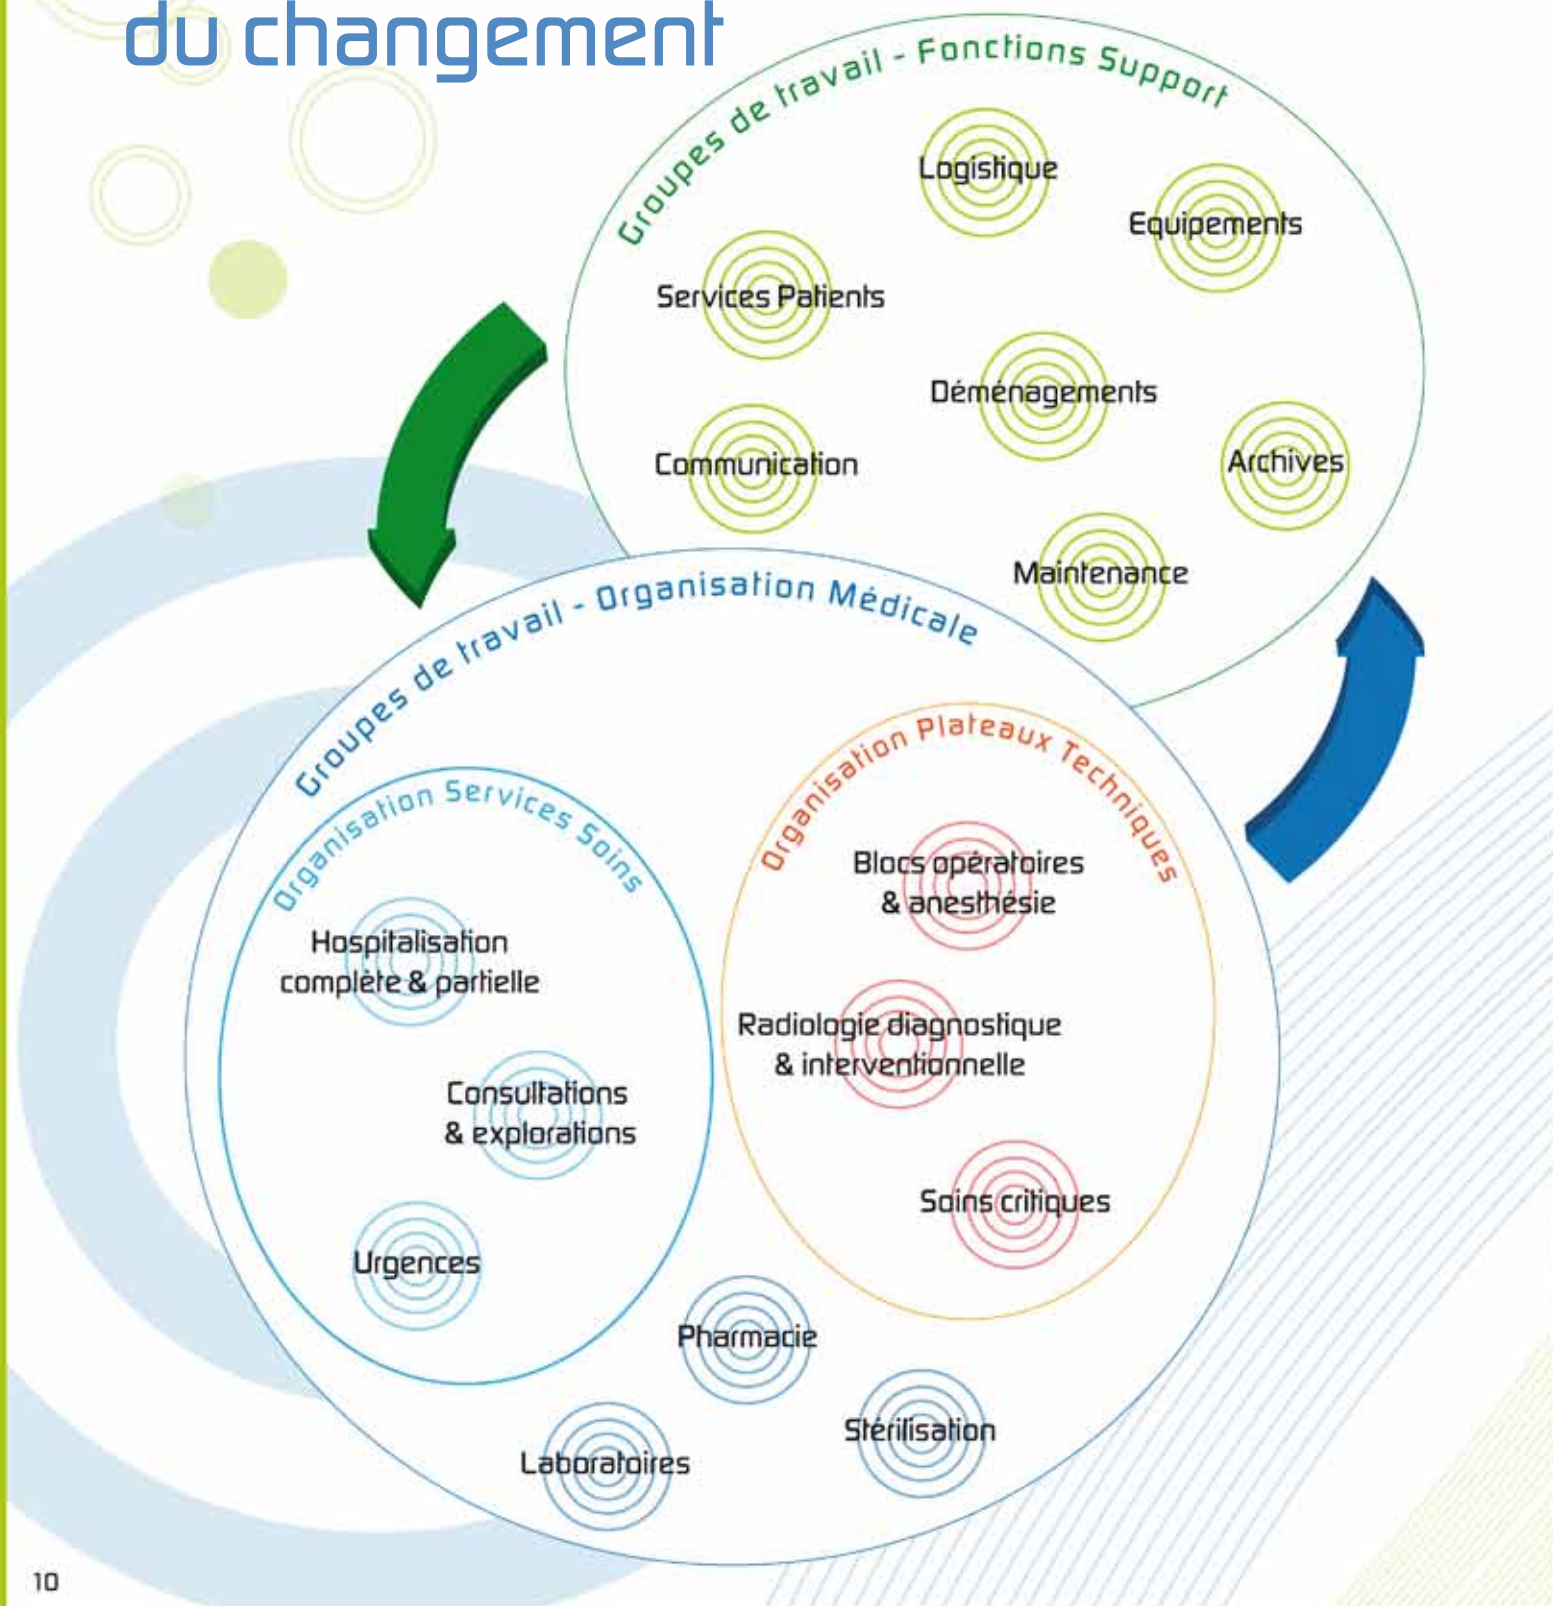 du changement
Groupes de travail - Fonctions Support
Logistique
Equipements
Services Patients
Déménagements
Communication
Archives
Maintenance
Groupes de travail - Organisation Médicale
Organisation Services Soins
Hospitalisation
complète & partielle
Consultations
& explorations
Urgences
Organisation Plateaux Techniques
Blocs opératoires
& anesthésie
Radiologie diagnostique
& interventionnelle
Soins critiques
Pharmacie
Stérilisation
Laboratoires
10